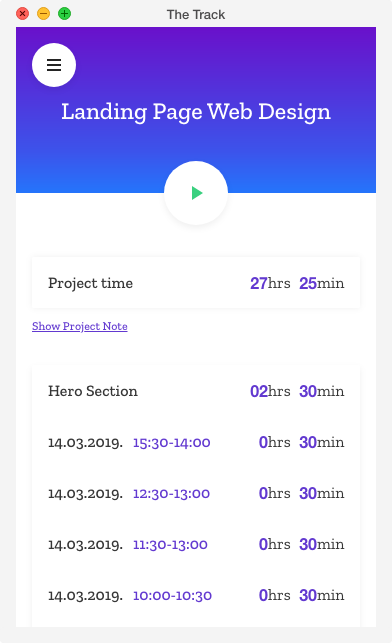 The Track
Landing Page Web Design
Project time 27hrs 25min
Show Project Note
Hero Section 02hrs 30min
14.03.2019. 15:30-14:00 0hrs 30min
14.03.2019. 12:30-13:00 0hrs 30min
14.03.2019. 11:30-13:00 0hrs 30min
14.03.2019. 10:00-10:30 0hrs 30min